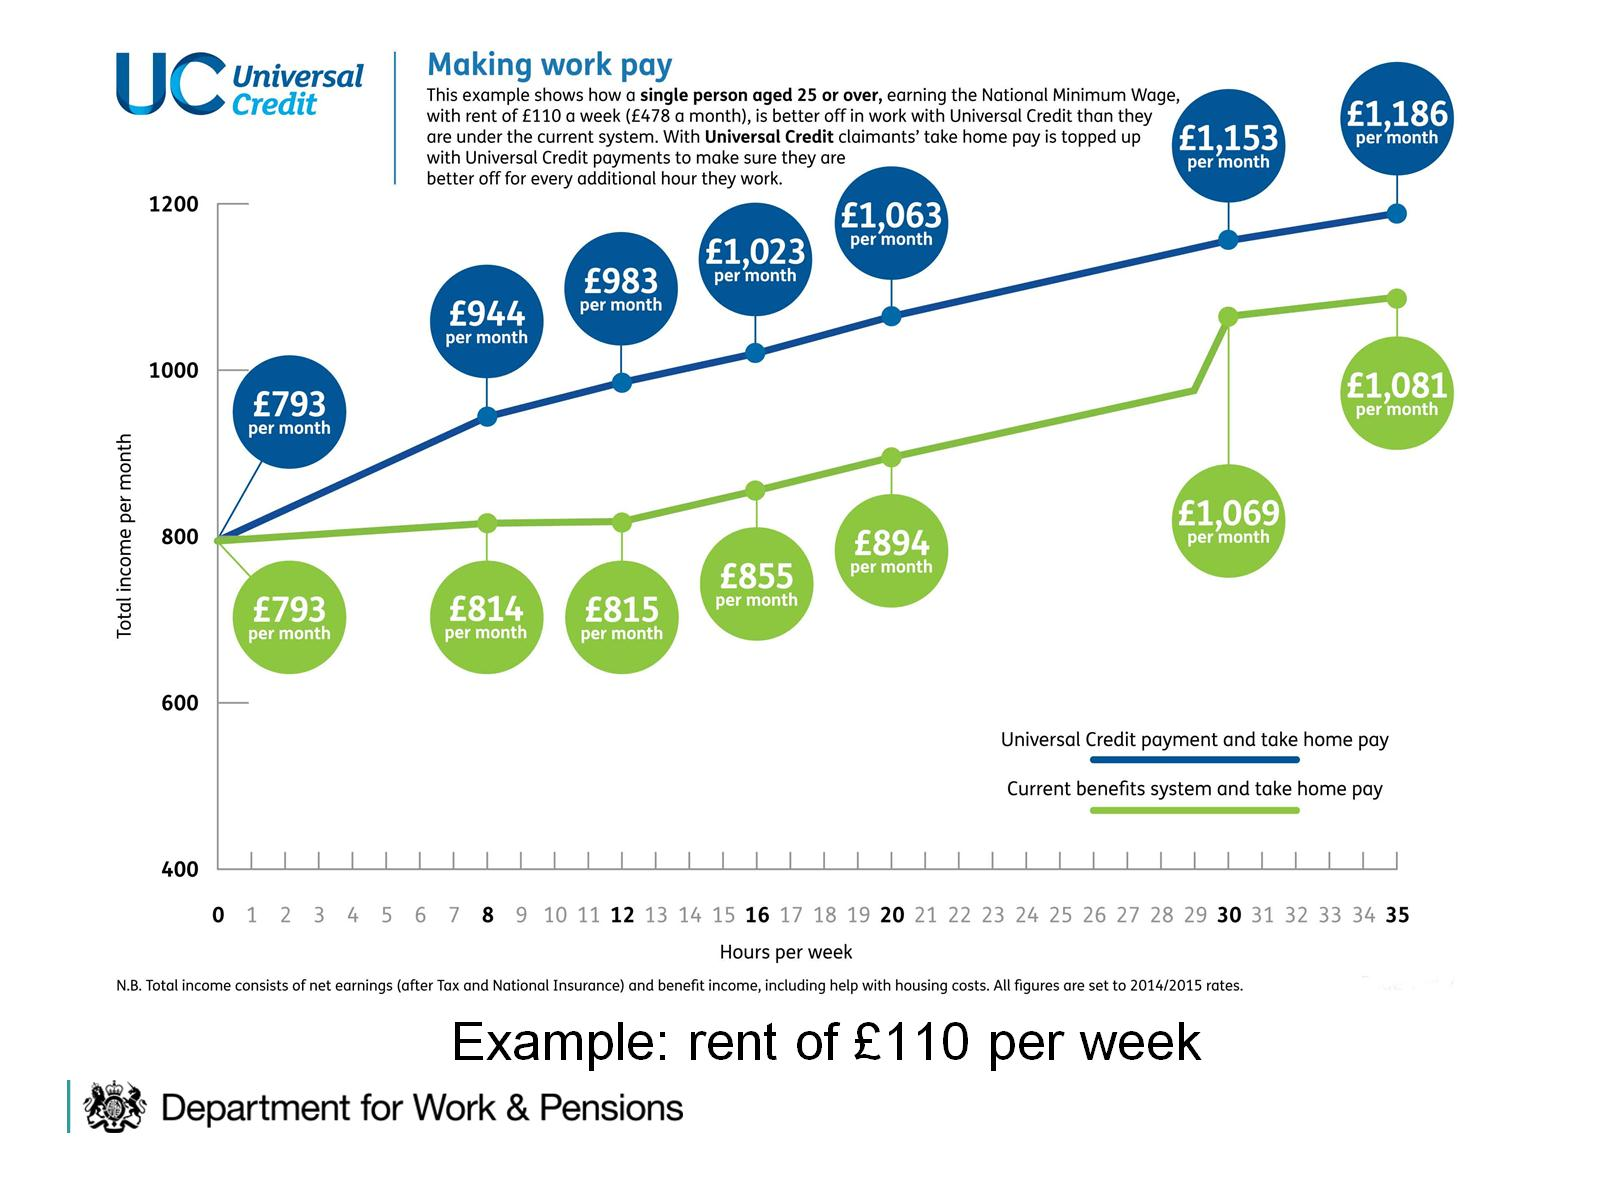 UC Universal
Credit
Making work pay
This example shows how a single person aged 25 or over, earning the National Minimum Wage,
with rent of £110 a week (£478 a month), is better off in work with Universal Credit than they
are under the current system. With Universal Credit claimants’ take home pay is topped up
with Universal Credit payments to make sure they are
better off for every additional hour they work.
£1,186
per month
£1,153
per month
£1,063
per month
£1,023
per month
£983
per month
£944
per month
£793
per month
1200
1000
800
600
400
Total income per month
£793
per month
£814
per month
£815
per month
£855
per month
£894
per month
£1,069
per month
£1,081
per month
Universal Credit payment and take home pay
Current benefits system and take home pay
0 1 2 3 4 5 6 7 8 9 10 11 12 13 14 15 16 17 18 19 20 21 22 23 24 25 26 27 28 29 30 31 32 33 34 35
Hours per week
N.B. Total income consists of net earnings (after Tax and National Insurance) and benefit income, including help with housing costs. All figures are set to 2014/2015 rates.
Example: rent of £110 per week
Department for Work & Pensions